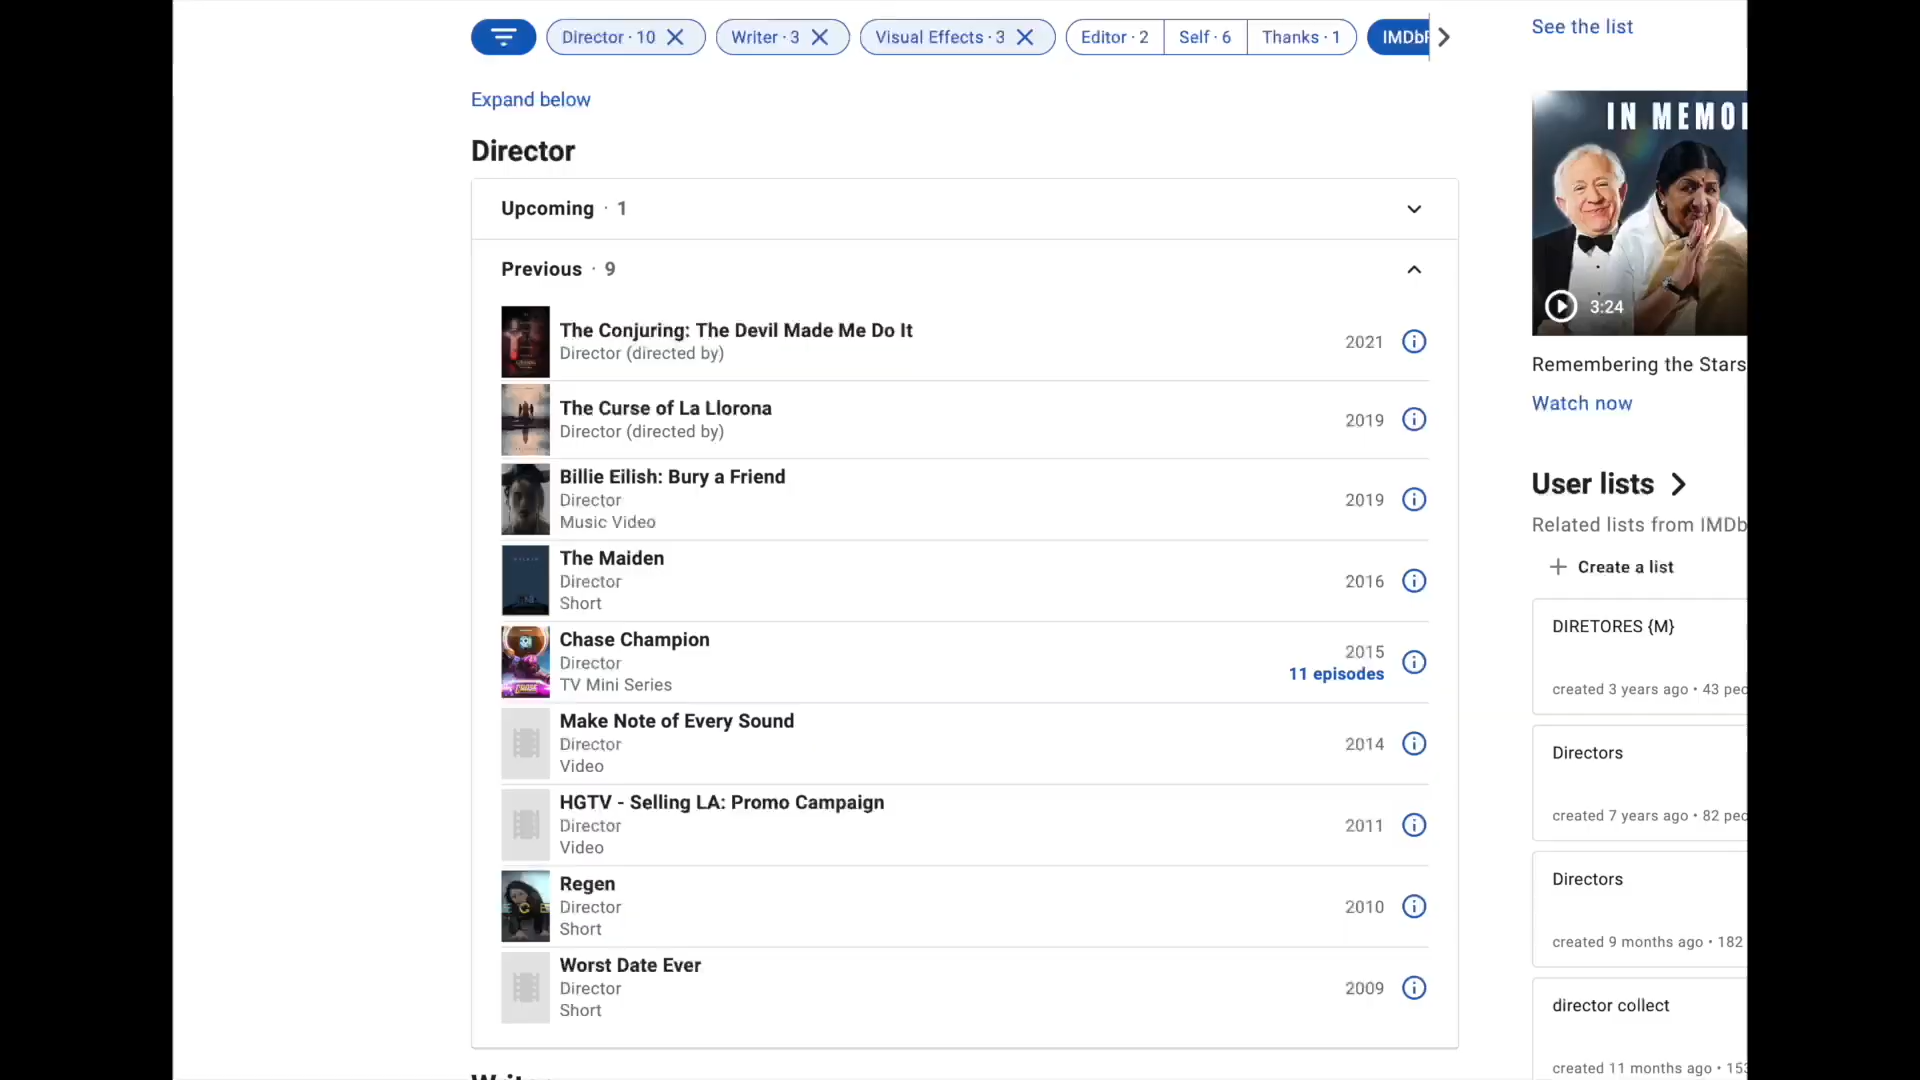 Director · 10
Writer · 3
Visual Effects · 3
Editor · 2
Self · 6
Thanks · 1
Expand below
Director
Upcoming · 1
Previous · 9
The Conjuring: The Devil Made Me Do It
Director (directed by)
2021
The Curse of La Llorona
Director (directed by)
2019
Billie Eilish: Bury a Friend
Director
Music Video
2019
The Maiden
Director
Short
2016
Chase Champion
Director
TV Mini Series
2015
11 episodes
Make Note of Every Sound
Director
Video
2014
HGTV - Selling LA: Promo Campaign
Director
Video
2011
Regen
Director
Short
2010
Worst Date Ever
Director
Short
2009
See the list
IN MEMO
3:24
Remembering the Stars
Watch now
User lists
Related lists from IMDb
Create a list
DIRETORES {M}
created 3 years ago • 43 peo
Directors
created 7 years ago • 82 peo
Directors
created 9 months ago • 182
director collect
created 11 months ago • 153